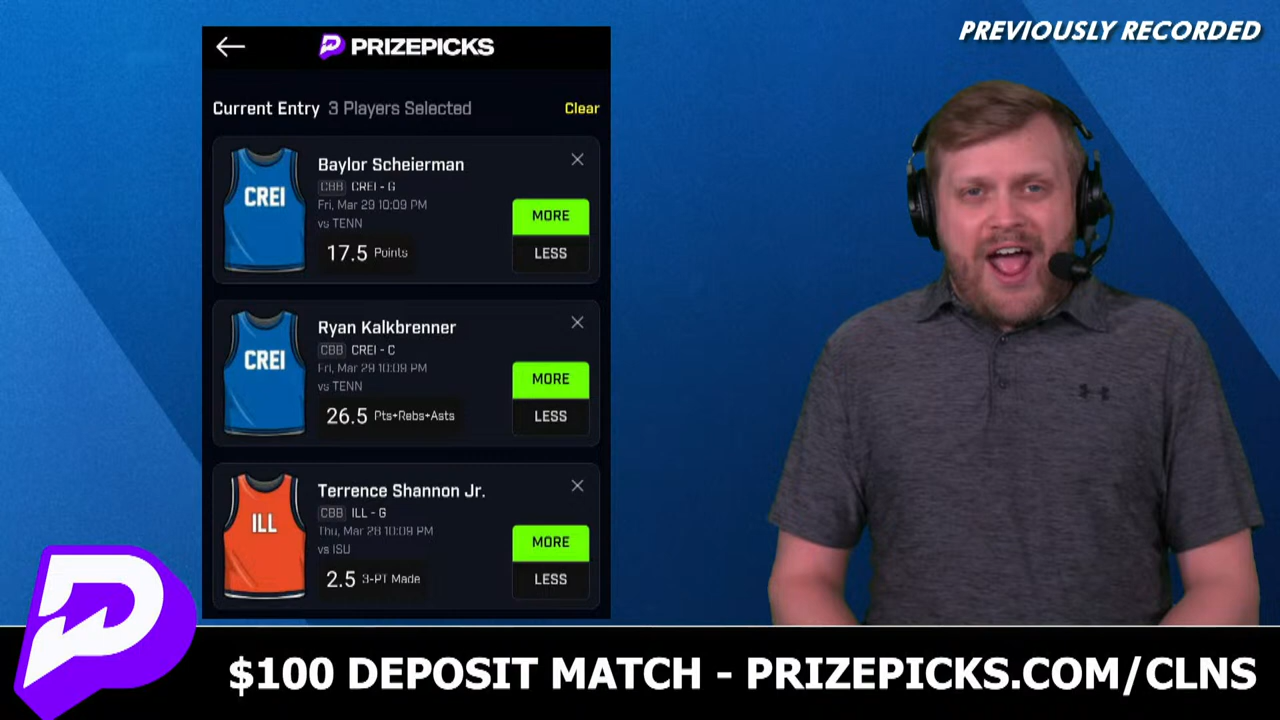 PREVIOUSLY RECORDED
PRIZEPICKS
Current Entry 3 Players Selected Clear
CREI
Baylor Scheierman
CBB CREI - G
Fri, Mar 29 10:09 PM
vs TENN
17.5 Points
MORE
LESS
CREI
Ryan Kalkbrenner
CBB CREI - C
Fri, Mar 29 10:09 PM
vs TENN
26.5 Pts+Rebs+Asts
MORE
LESS
ILL
Terrence Shannon Jr.
CBB ILL - G
Thu, Mar 28 10:09 PM
vs ISU
2.5 3-PT Made
MORE
LESS
$100 DEPOSIT MATCH - PRIZEPICKS.COM/CLNS